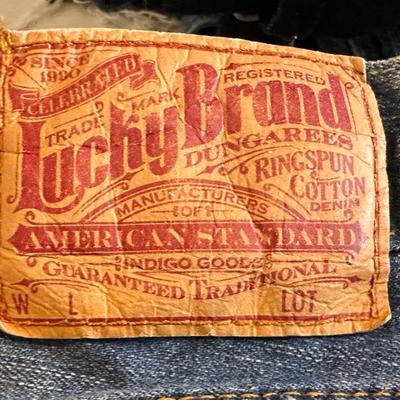 SINCE
1990
CELEBRATED
REGISTERED
TRADE MARK
Lucky Brand
DUNGAREES
RINGSPUN
COTTON
DENIM
MANUFACTURERS
OF
AMERICAN STANDARD
INDIGO GOODS
GUARANTEED TRADITIONAL
W L LOT